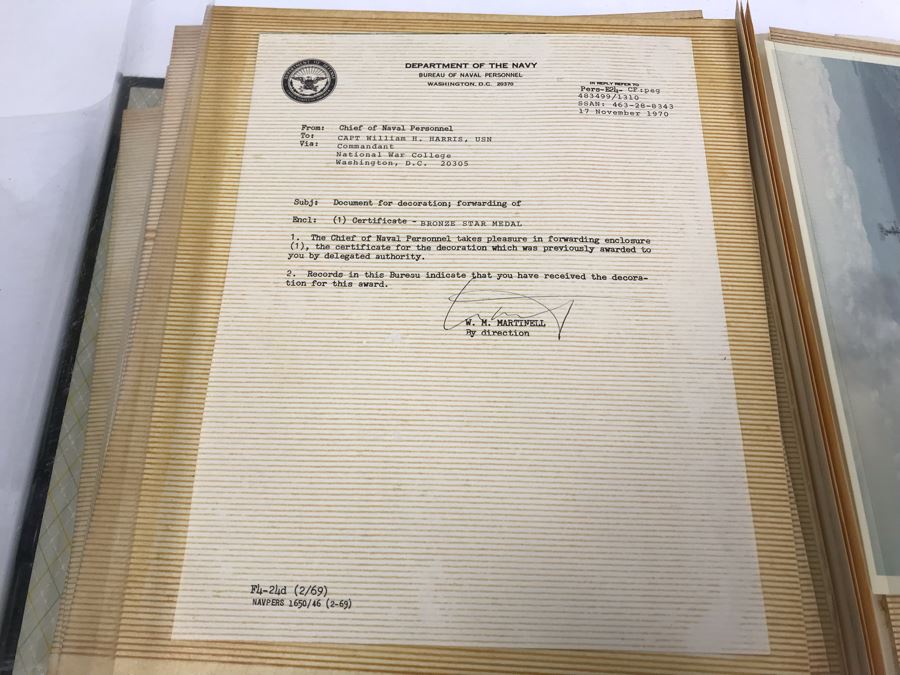 DEPARTMENT OF THE NAVY
BUREAU OF NAVAL PERSONNEL
WASHINGTON, D.C. 20370
IN REPLY REFER TO
Pers-E24- CF:peg
483499/1310
SSAN: 463-28-8343
17 November 1970
From: Chief of Naval Personnel
To: CAPT William H. HARRIS, USN
Via: Commandant
National War College
Washington, D.C. 20305
Subj: Document for decoration; forwarding of
Encl: (1) Certificate - BRONZE STAR MEDAL
1. The Chief of Naval Personnel takes pleasure in forwarding enclosure
(1), the certificate for the decoration which was previously awarded to
you by delegated authority.
2. Records in this Bureau indicate that you have received the decora-
tion for this award.
W. M. MARTINELL
By direction
F4-24d (2/69)
NAVPERS 1650/46 (2-69)